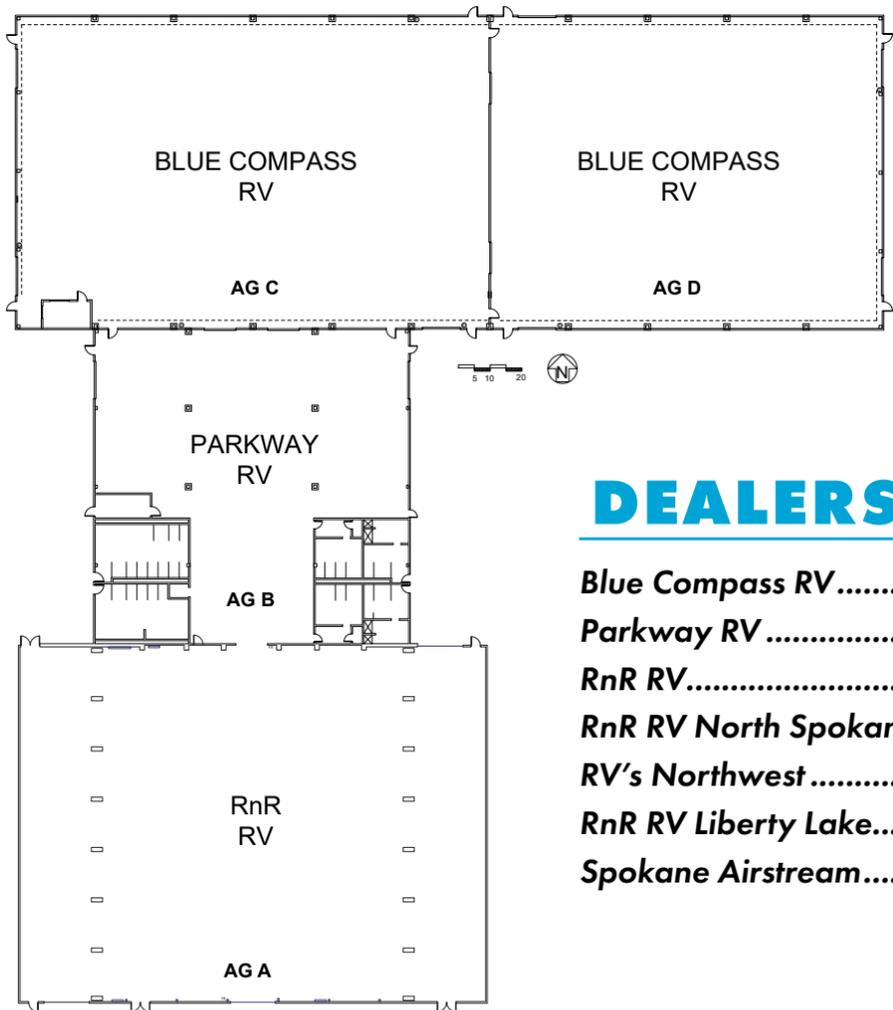 BLUE COMPASS
RV
AG C
BLUE COMPASS
RV
AG D
5 10 20
N
PARKWAY
RV
AG B
RnR
RV
AG A
DEALERS
Blue Compass RV.......
Parkway RV...............
RnR RV........................
RnR RV North Spokan
RV’s Northwest..........
RnR RV Liberty Lake...
Spokane Airstream....